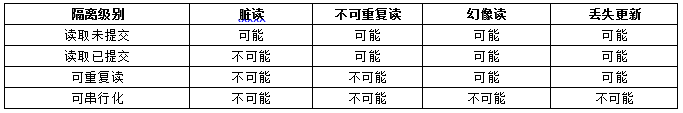 隔离级别 脏读 不可重复读 幻像读 丢失更新
读取未提交 可能 可能 可能 可能
读取已提交 不可能 可能 可能 可能
可重复读 不可能 不可能 可能 可能
可串行化 不可能 不可能 不可能 不可能